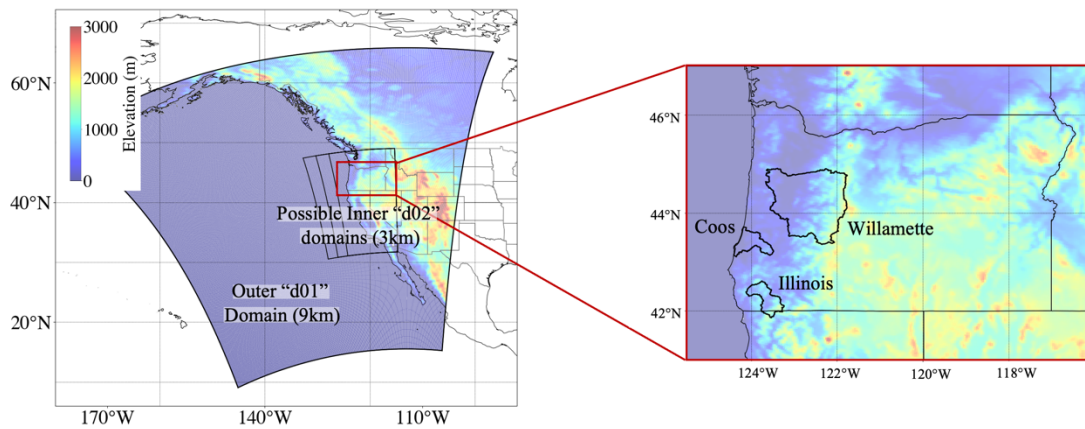 3000
2000
1000
0
Elevation (m)
60°N
40°N
20°N
170°W
140°W
110°W
Possible Inner “d02”
domains (3km)
Outer “d01”
Domain (9km)
46°N
44°N
42°N
124°W
122°W
120°W
118°W
Coos
Willamette
Illinois